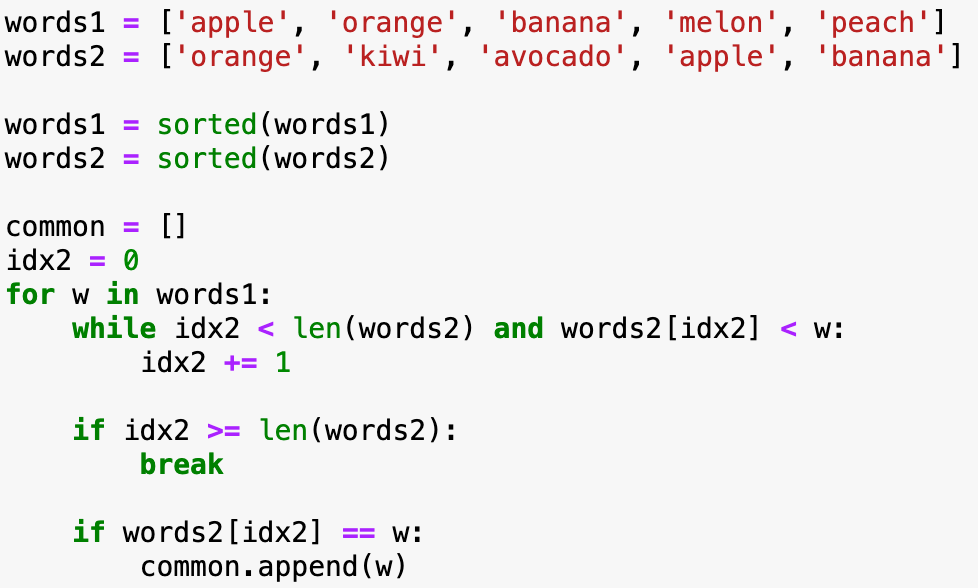 words1 = ['apple', 'orange', 'banana', 'melon', 'peach']
words2 = ['orange', 'kiwi', 'avocado', 'apple', 'banana']

words1 = sorted(words1)
words2 = sorted(words2)

common = []
idx2 = 0
for w in words1:
    while idx2 < len(words2) and words2[idx2] < w:
        idx2 += 1

    if idx2 >= len(words2):
        break

    if words2[idx2] == w:
        common.append(w)